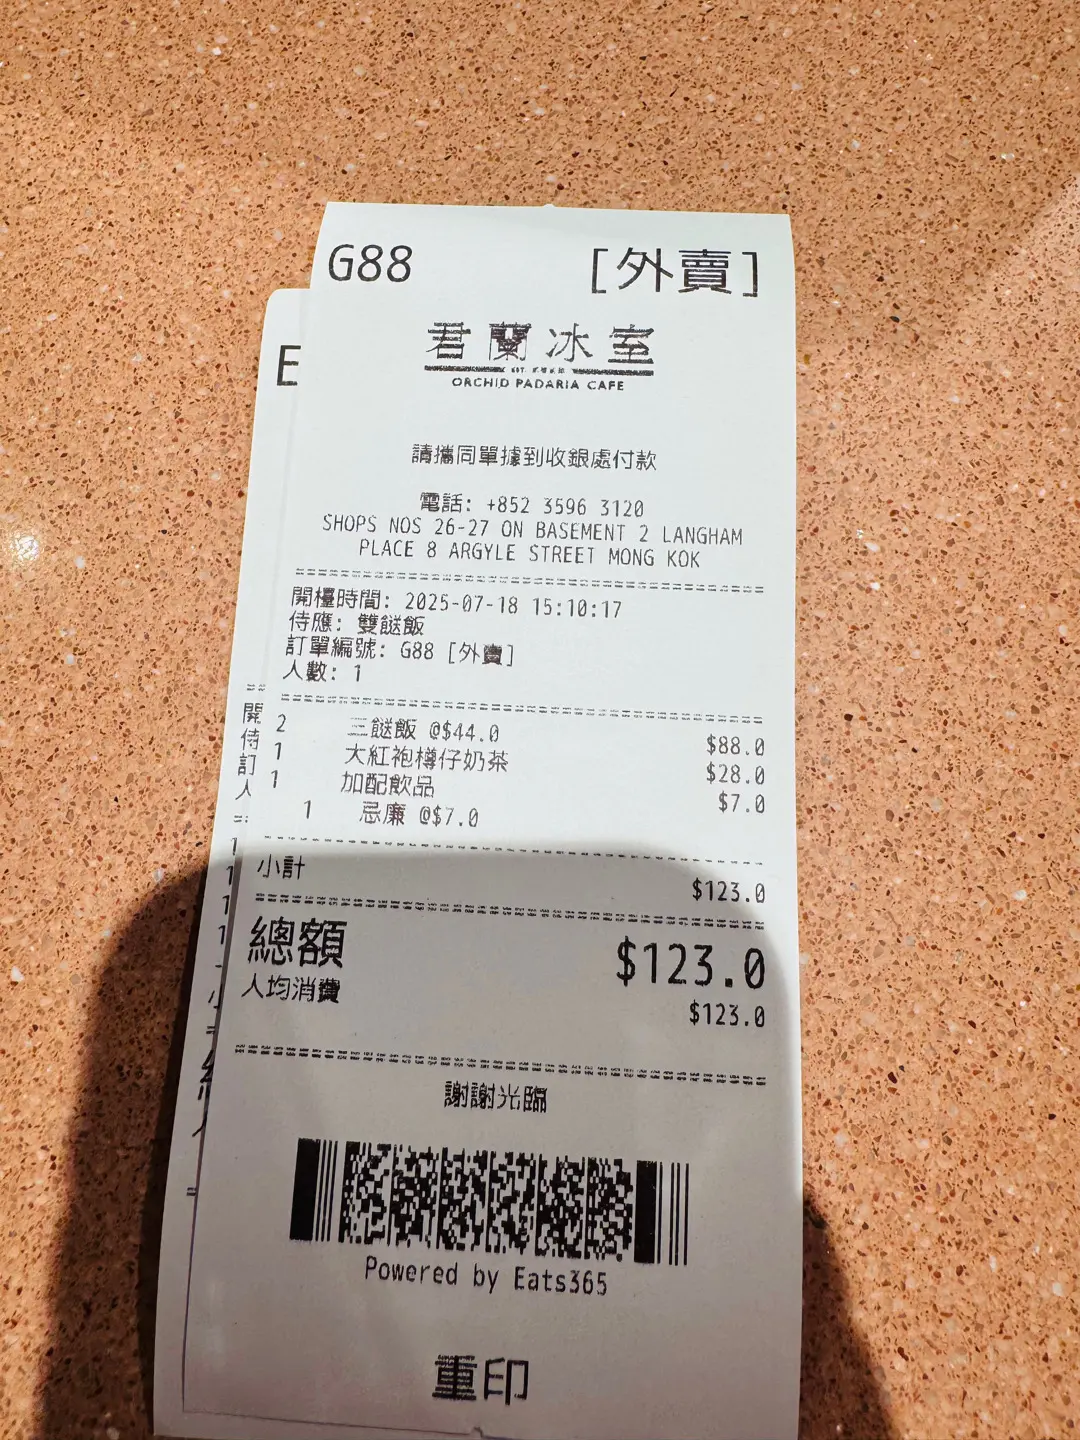 G88 [外賣]
君蘭冰室
ORCHID PADARIA CAFE
請攜同單據到收銀處付款
電話: +852 3596 3120
SHOPS NOS 26-27 ON BASEMENT 2 LANGHAM
PLACE 8 ARGYLE STREET MONG KOK
開檯時間: 2025-07-18 15:10:17
侍應: 雙餸飯
訂單編號: G88 [外賣]
人數: 1
2 三餸飯 @$44.0 $88.0
1 大紅袍樽仔奶茶 $28.0
1 加配飲品 $7.0
1 忌廉 @$7.0
小計 $123.0
總額 $123.0
人均消費 $123.0
謝謝光臨
Powered by Eats365
重印
E
開
侍
訂
人